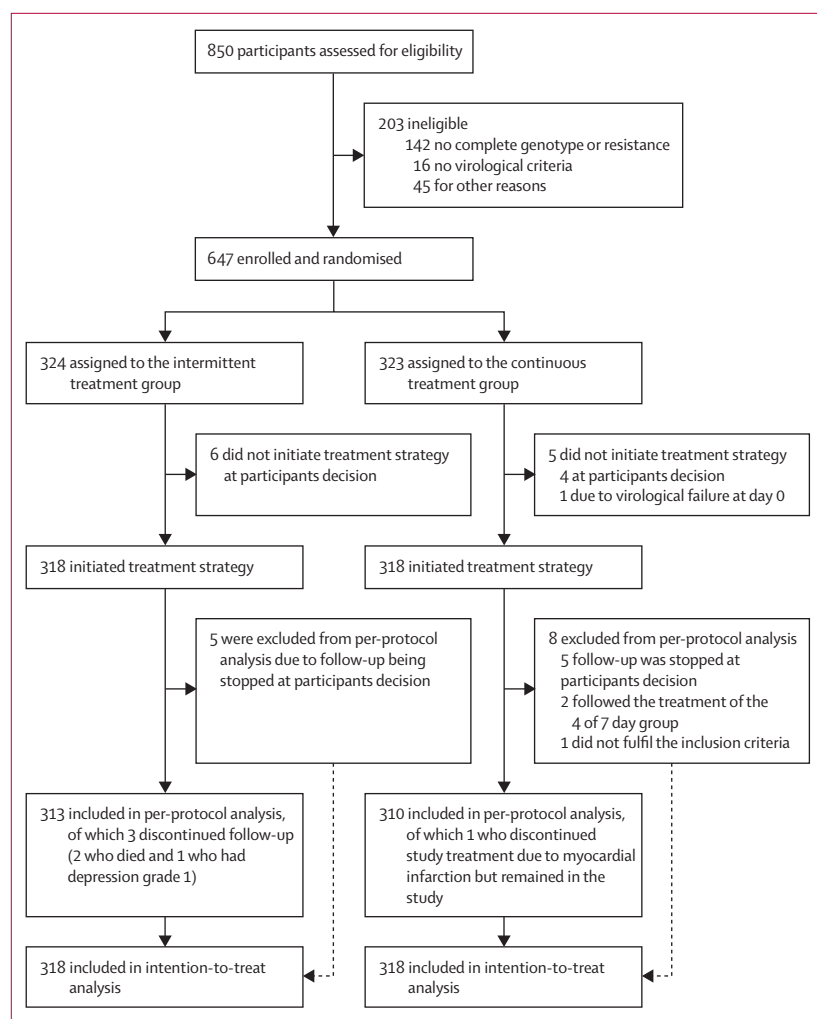 850 participants assessed for eligibility
203 ineligible
142 no complete genotype or resistance
16 no virological criteria
45 for other reasons
647 enrolled and randomised
324 assigned to the intermittent
treatment group
323 assigned to the continuous
treatment group
6 did not initiate treatment strategy
at participants decision
5 did not initiate treatment strategy
4 at participants decision
1 due to virological failure at day 0
318 initiated treatment strategy
318 initiated treatment strategy
5 were excluded from per-protocol
analysis due to follow-up being
stopped at participants decision
8 excluded from per-protocol analysis
5 follow-up was stopped at
participants decision
2 followed the treatment of the
4 of 7 day group
1 did not fulfil the inclusion criteria
313 included in per-protocol analysis,
of which 3 discontinued follow-up
(2 who died and 1 who had
depression grade 1)
310 included in per-protocol analysis,
of which 1 who discontinued
study treatment due to myocardial
infarction but remained in the
study
318 included in intention-to-treat
analysis
318 included in intention-to-treat
analysis